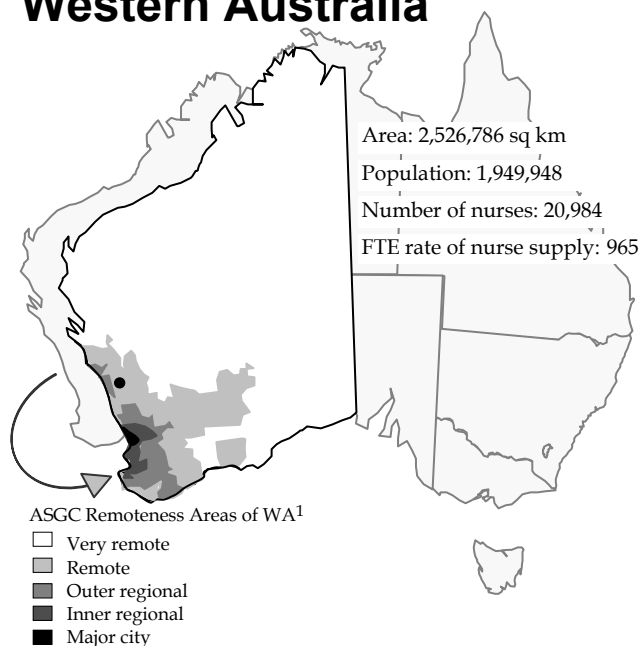 Western Australia
Area: 2,526,786 sq km
Population: 1,949,948
Number of nurses: 20,984
FTE rate of nurse supply: 965
ASGC Remoteness Areas of WA1
Very remote
Remote
Outer regional
Inner regional
Major city